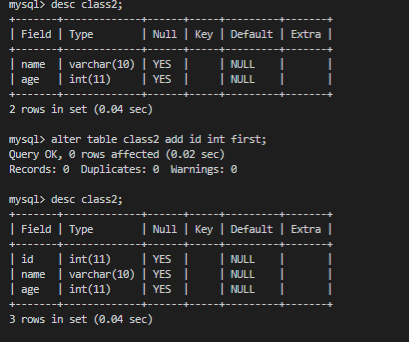 mysql> desc class2;
+-------+-------------+------+-----+---------+-------+
| Field | Type        | Null | Key | Default | Extra |
+-------+-------------+------+-----+---------+-------+
| name  | varchar(10) | YES  |     | NULL    |       |
| age   | int(11)     | YES  |     | NULL    |       |
+-------+-------------+------+-----+---------+-------+
2 rows in set (0.04 sec)
mysql> alter table class2 add id int first;
Query OK, 0 rows affected (0.02 sec)
Records: 0  Duplicates: 0  Warnings: 0
mysql> desc class2;
+-------+-------------+------+-----+---------+-------+
| Field | Type        | Null | Key | Default | Extra |
+-------+-------------+------+-----+---------+-------+
| id    | int(11)     | YES  |     | NULL    |       |
| name  | varchar(10) | YES  |     | NULL    |       |
| age   | int(11)     | YES  |     | NULL    |       |
+-------+-------------+------+-----+---------+-------+
3 rows in set (0.04 sec)